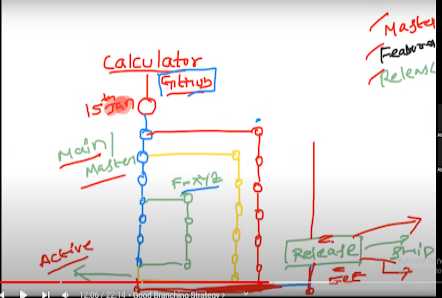 Calculator
GitHub
15th Jan
Main|
Master
F-XYZ
Active
Release
Ship
Master
Feature
Release
12:06 / 22:14 · Good Branching Strategy >